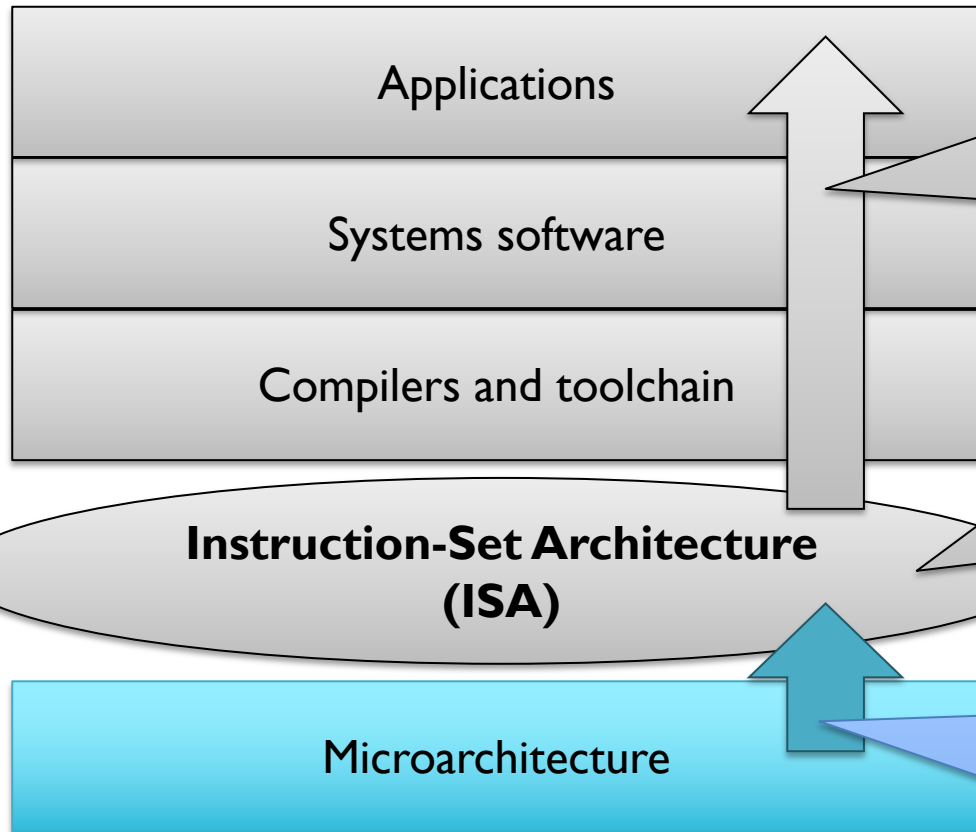 Applications
Systems software
Compilers and toolchain
Instruction-Set Architecture
(ISA)
Microarchitecture